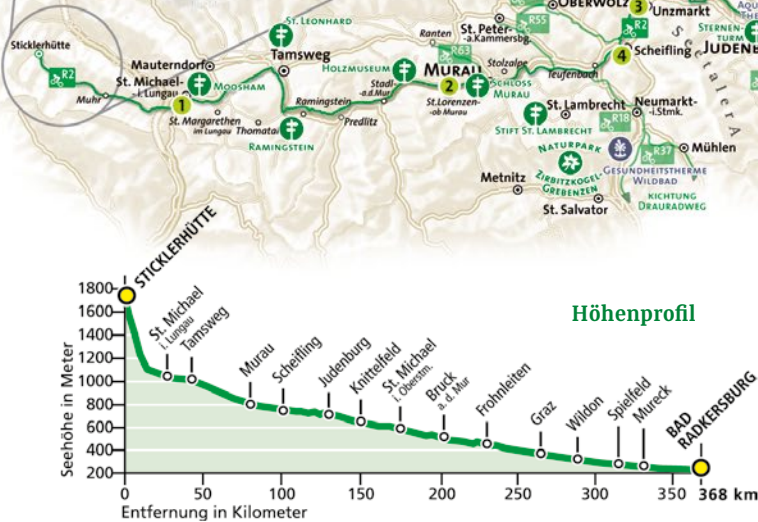 OBERWÖLZ
3
Unzmarkt
ST. LEONHARD
R55
St. Peter-
-a.Kammersbg.
R2
STERNEN-
TURM
JUDENB
Ranten
Sticklerhütte
Mauterndorf
Tamsweg
R63
4
Scheifling
R2
St. Michael-
-i. Lungau
MOOSHAM
HOLZMUSEUM
MURAU
Stolzalpe
Teufenbach
Muhr
1
Stadl
-a.d.Mur
2
SCHLOSS
MURAU
Seetaler A
St. Margarethen
im Lungau
Thomatal
Ramingstein
Predlitz
St.Lorenzen-
-ob Murau
St. Lambrecht
Neumarkt-
-i.Stmk.
RAMINGSTEIN
STIFT ST. LAMBRECHT
R18
R37
Mühlen
NATURPARK
ZIRBITZKOGEL-
GREBENZEN
GESUNDHEITSTHERME
WILDBAD
Metnitz
St. Salvator
RICHTUNG
DRAURADWEG
Höhenprofil
STICKLERHÜTTE
St. Michael
i. Lungau
Tamsweg
Murau
Scheifling
Judenburg
Knittelfeld
St. Michael
i. Oberstm.
Bruck
a. d. Mur
Frohnleiten
Graz
Wildon
Spielfeld
Mureck
BAD
RADKERSBURG
Seehöhe in Meter
1800
1600
1400
1200
1000
800
600
400
200
0
50
100
150
200
250
300
350
368 km
Entfernung in Kilometer